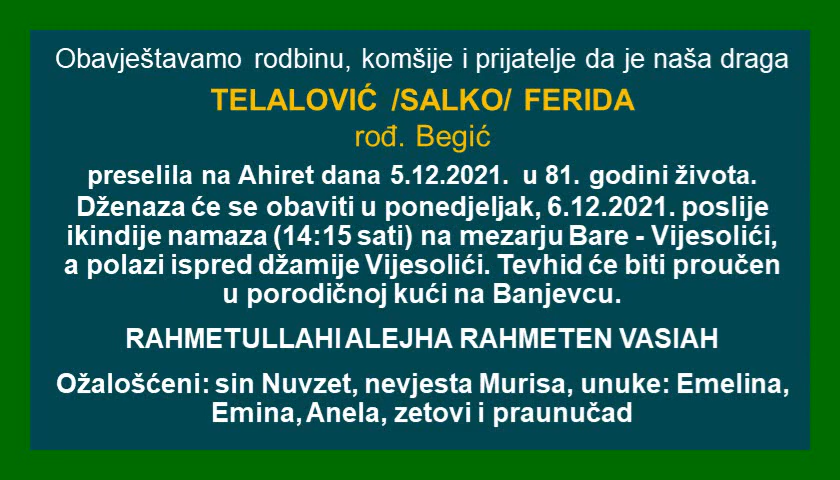 Obavještavamo rodbinu, komšije i prijatelje da je naša draga
TELALOVIĆ /SALKO/ FERIDA
rođ. Begić
preselila na Ahiret dana 5.12.2021. u 81. godini života.
Dženaza će se obaviti u ponedjeljak, 6.12.2021. poslije
ikindije namaza (14:15 sati) na mezarju Bare - Vijesolići,
a polazi ispred džamije Vijesolići. Tevhid će biti proučen
u porodičnoj kući na Banjevcu.
RAHMETULLAHI ALEJHA RAHMETEN VASIAH
Ožalošćeni: sin Nuvzet, nevjesta Murisa, unuke: Emelina,
Emina, Anela, zetovi i praunučad